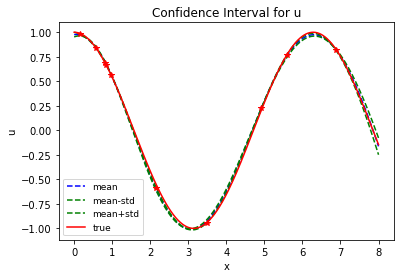 Confidence Interval for u
1.00
0.75
0.50
0.25
0.00
−0.25
−0.50
−0.75
−1.00
u
mean
mean-std
mean+std
true
0 1 2 3 4 5 6 7 8
x